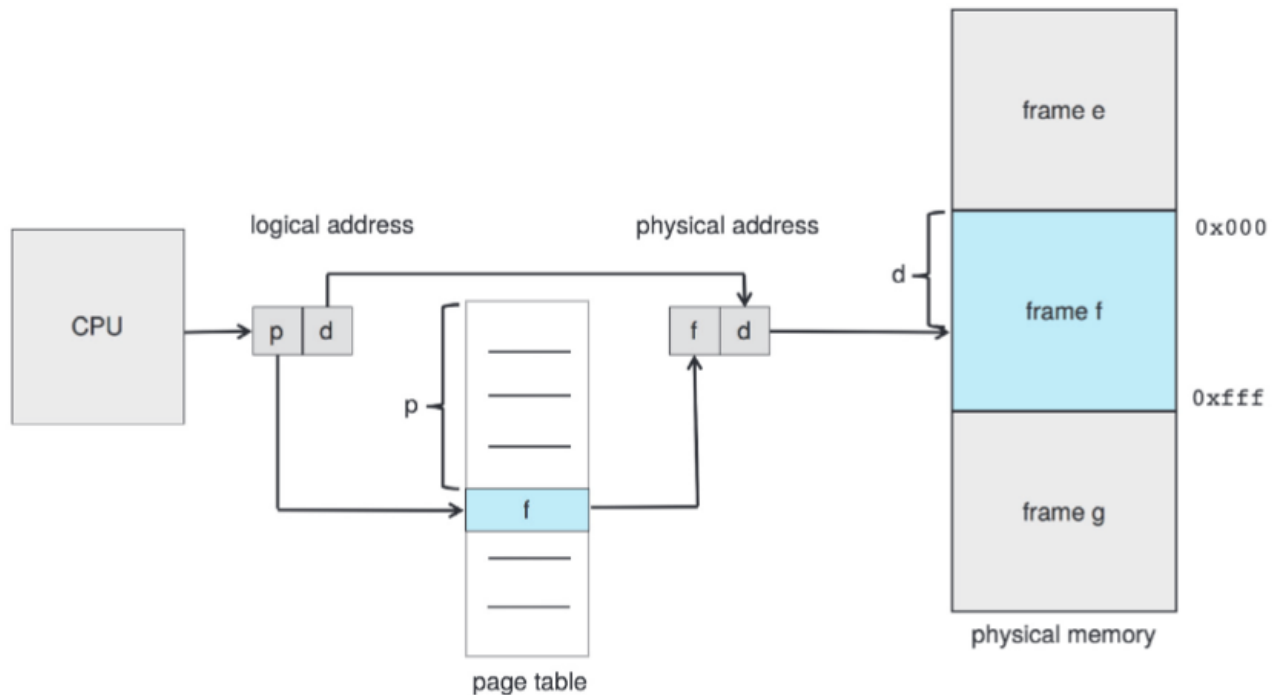 frame e
logical address
physical address
0x000
d
CPU
p d
f d
frame f
p
0xfff
f
frame g
physical memory
page table